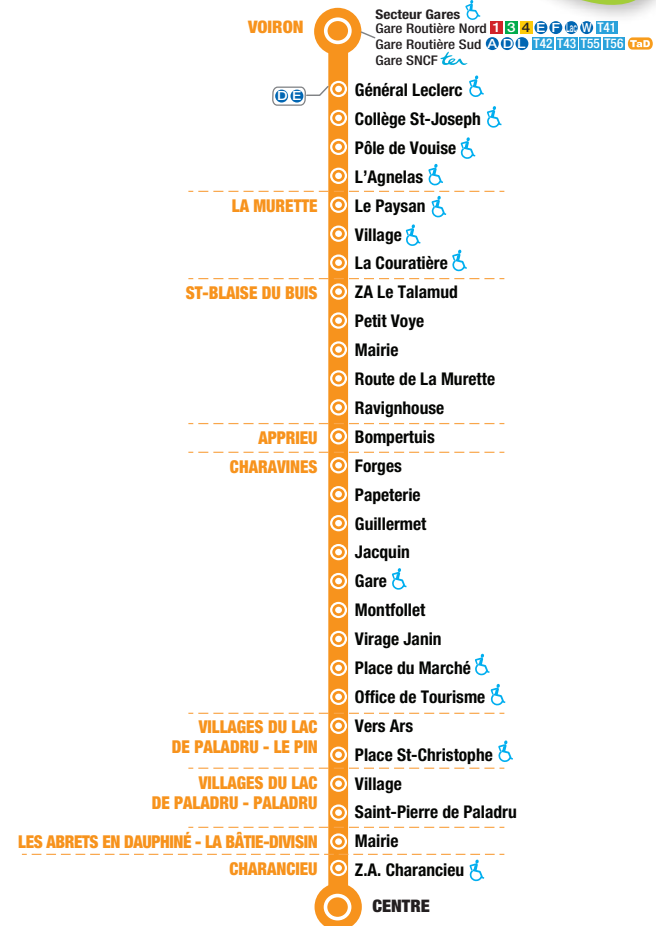 VOIRON
Secteur Gares
Gare Routière Nord 1 3 4 E F Lac W T41
Gare Routière Sud A D L T42 T43 T55 T56 TaD
Gare SNCF ter
D E Général Leclerc
Collège St-Joseph
Pôle de Vouise
L'Agnelas
LA MURETTE Le Paysan
Village
La Couratière
ST-BLAISE DU BUIS ZA Le Talamud
Petit Voye
Mairie
Route de La Murette
Ravignhouse
APPRIEU Bompertuis
CHARAVINES Forges
Papeterie
Guillermet
Jacquin
Gare
Montfollet
Virage Janin
Place du Marché
Office de Tourisme
VILLAGES DU LAC Vers Ars
DE PALADRU - LE PIN Place St-Christophe
VILLAGES DU LAC Village
DE PALADRU - PALADRU Saint-Pierre de Paladru
LES ABRETS EN DAUPHINÉ - LA BÂTIE-DIVISIN Mairie
CHARANCIEU Z.A. Charancieu
CENTRE